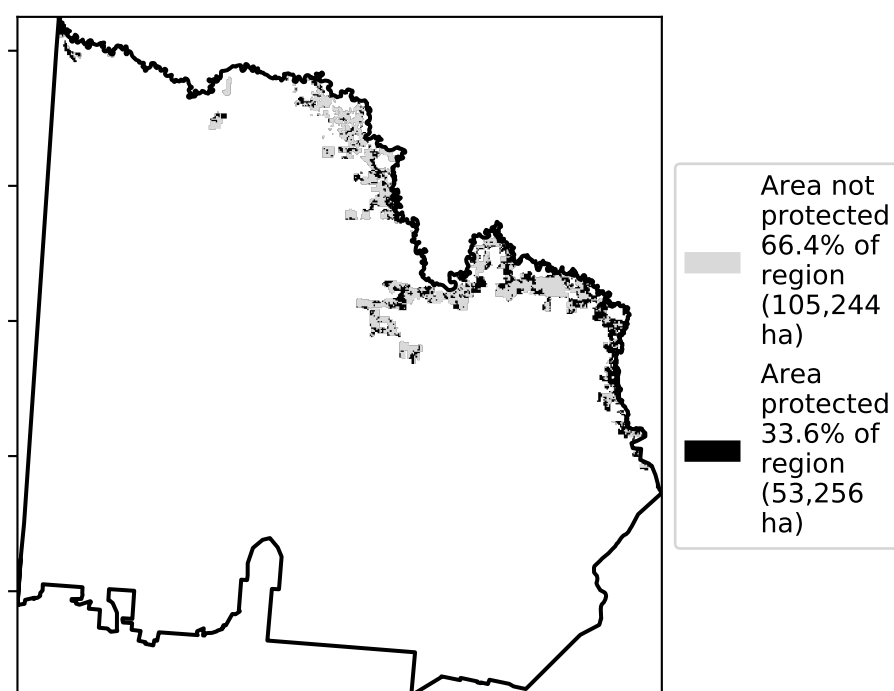 Area not
protected
66.4% of
region
(105,244
ha)
Area
protected
33.6% of
region
(53,256
ha)